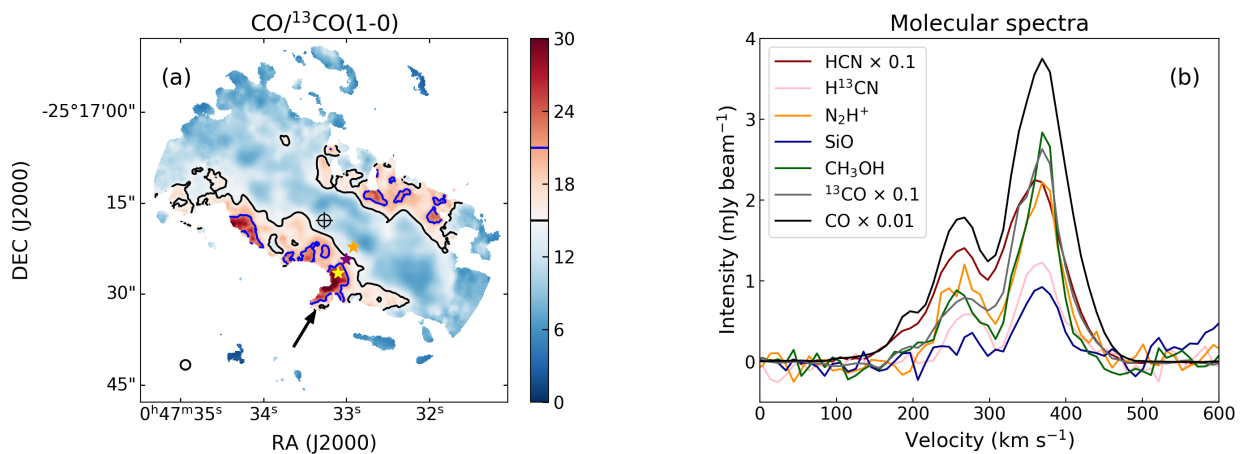 CO/¹³CO(1-0)
(a)
DEC (J2000)
-25°17'00"
15"
30"
45"
0ʰ47ᵐ35ˢ
34ˢ
33ˢ
32ˢ
RA (J2000)
30
24
18
12
6
0
Molecular spectra
(b)
Intensity (mJy beam⁻¹)
4
3
2
1
0
HCN × 0.1
H¹³CN
N₂H⁺
SiO
CH₃OH
¹³CO × 0.1
CO × 0.01
0
100
200
300
400
500
600
Velocity (km s⁻¹)